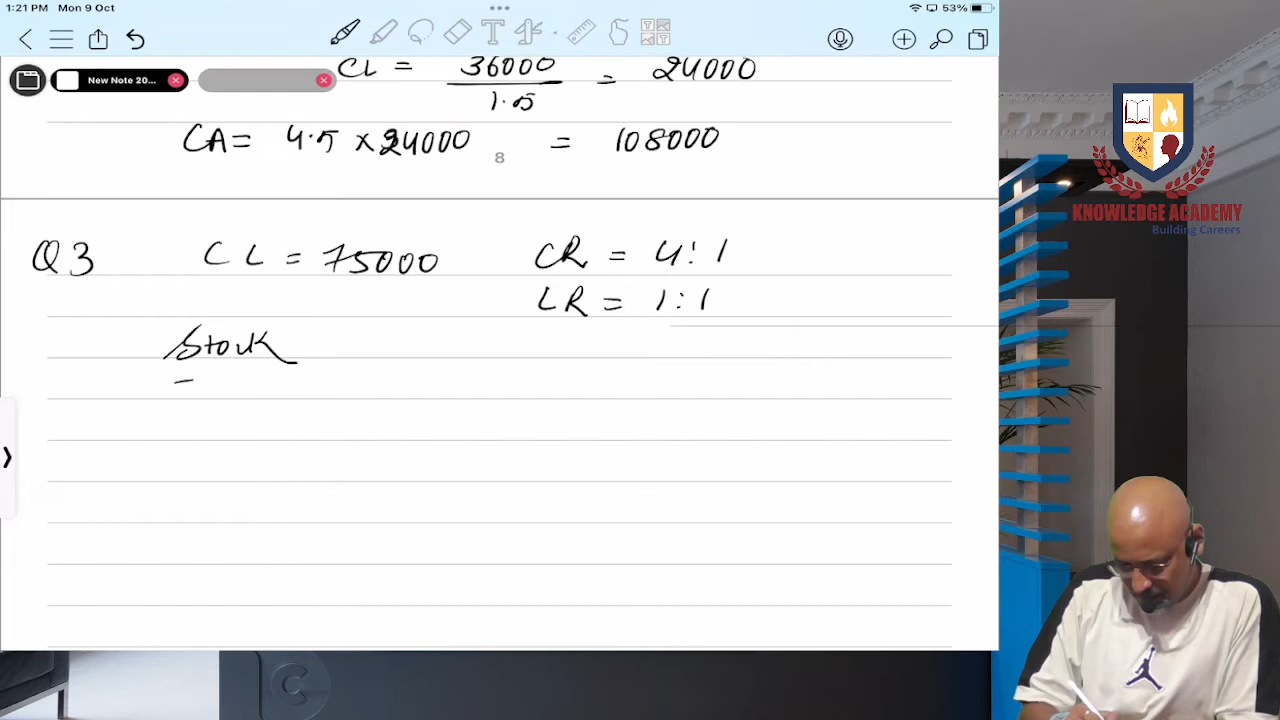 1:21 PM Mon 9 Oct
53%
New Note 20...
CL = 36000 / 1.5 = 24000
CA = 4.5 × 24000 = 108000
8
Q3 CL = 75000 CR = 4:1
LR = 1:1
Stock
KNOWLEDGE ACADEMY
Building Careers